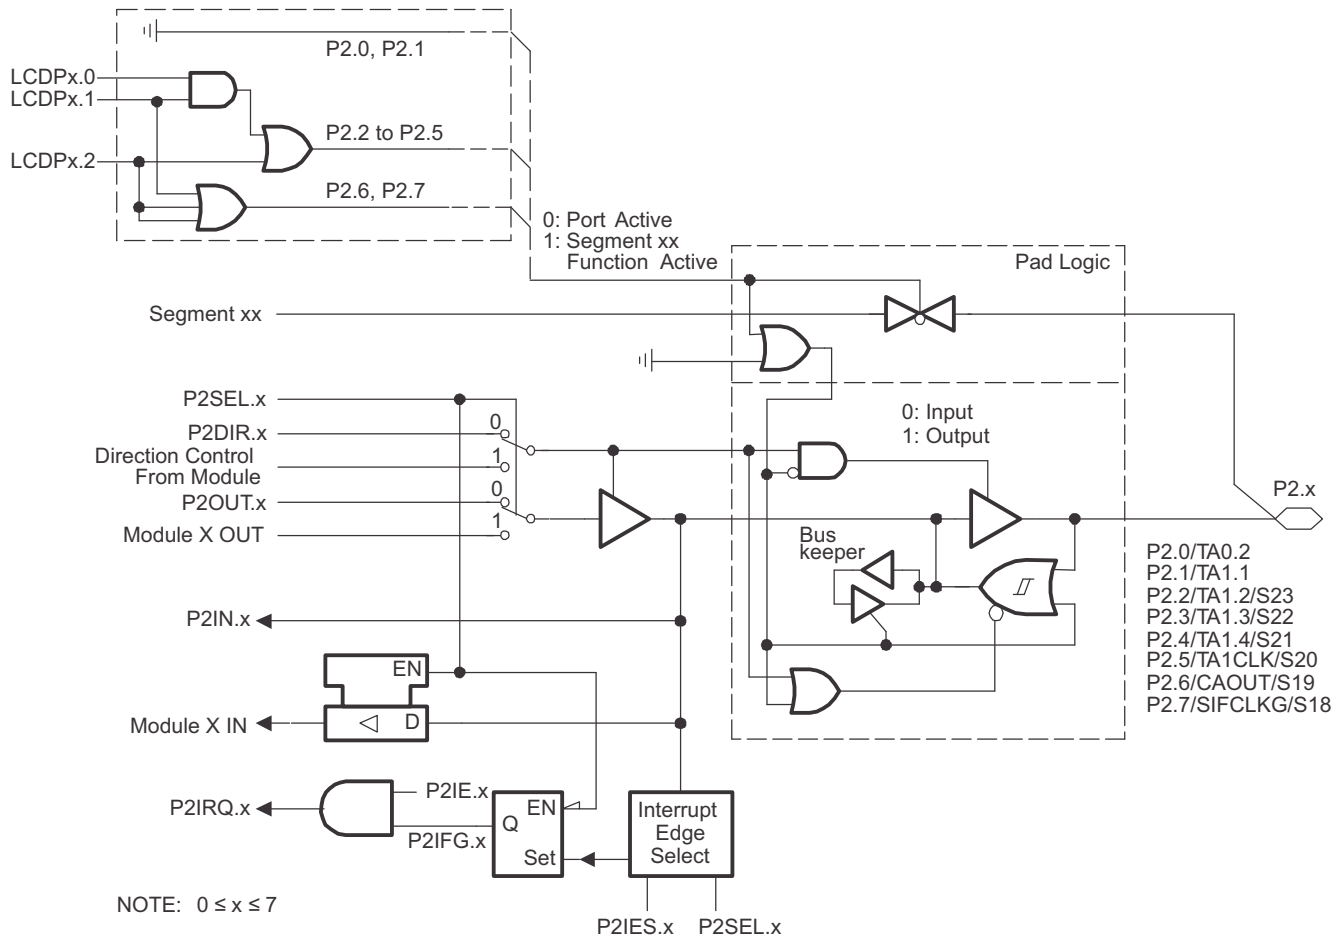 P2.0, P2.1
LCDPx.0
LCDPx.1
P2.2 to P2.5
LCDPx.2
P2.6, P2.7
0: Port Active
1: Segment xx
Function Active
Pad Logic
Segment xx
P2SEL.x
0: Input
1: Output
0
P2DIR.x
Direction Control
From Module
1
0
P2OUT.x
1
Module X OUT
P2.x
Bus
keeper
P2.0/TA0.2
P2.1/TA1.1
P2.2/TA1.2/S23
P2.3/TA1.3/S22
P2.4/TA1.4/S21
P2.5/TA1CLK/S20
P2.6/CAOUT/S19
P2.7/SIFCLKG/S18
P2IN.x
EN
Module X IN
D
P2IE.x
P2IRQ.x
P2IFG.x
EN
Q
Set
Interrupt
Edge
Select
NOTE: 0 ≤ x ≤ 7
P2IES.x
P2SEL.x